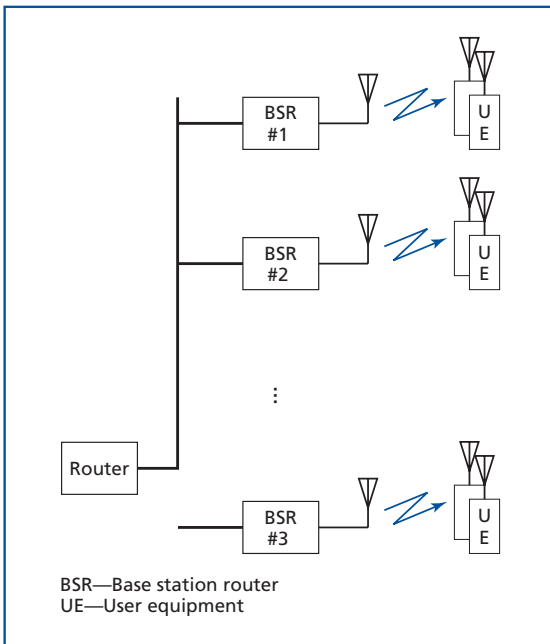 BSR
#1
U
E
BSR
#2
U
E
⋮
Router
BSR
#3
U
E
BSR—Base station router
UE—User equipment